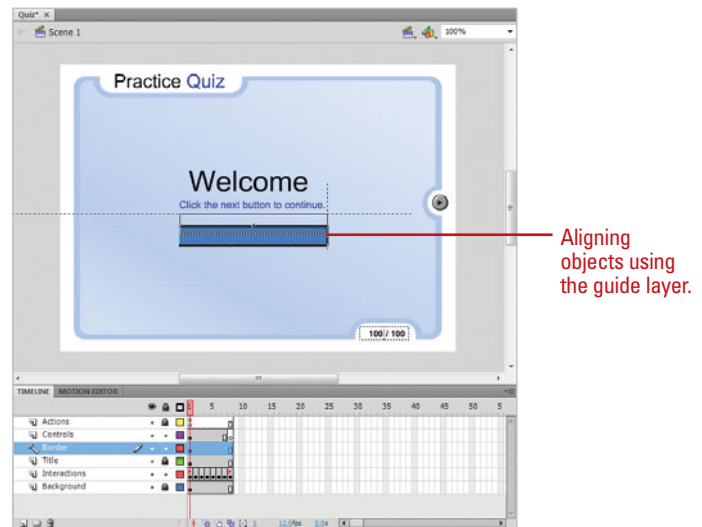 Quiz* ×
Scene 1
100%
Practice Quiz
Welcome
Click the next button to continue.
100 / 100
Aligning
objects using
the guide layer.
TIMELINE MOTION EDITOR
1 5 10 15 20 25 30 35 40 45 50 5
Actions
Controls
Border
Title
Interactions
Background
1 12.0fps 0.0s